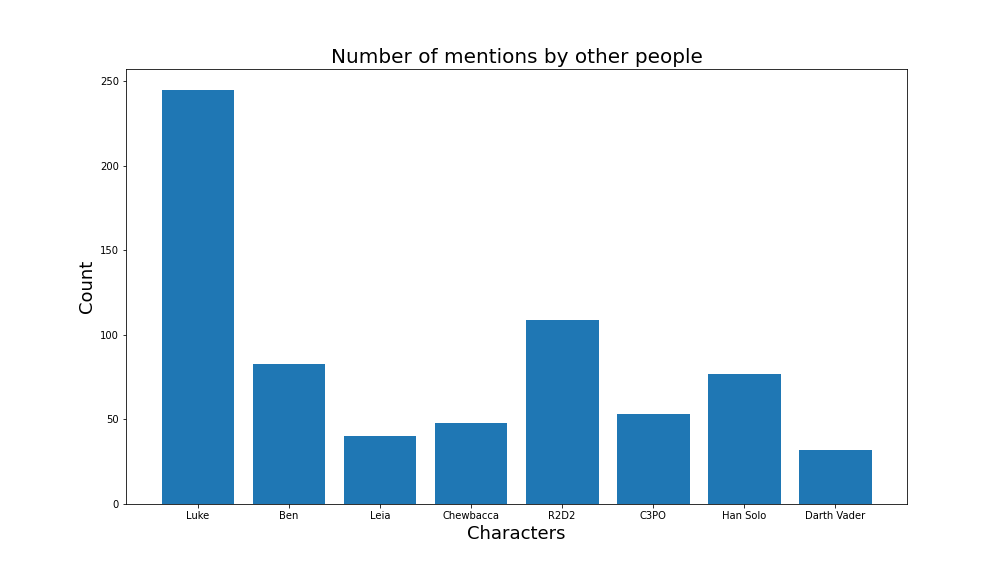 Number of mentions by other people
250
200
150
100
50
0
Count
Luke Ben Leia Chewbacca R2D2 C3PO Han Solo Darth Vader
Characters